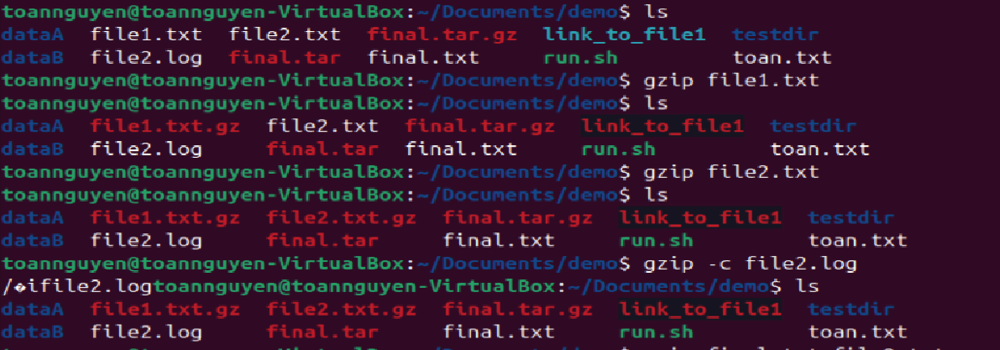 toannguyen@toannguyen-VirtualBox:~/Documents/demo$ ls
dataA  file1.txt  file2.txt  final.tar.gz  link_to_file1  testdir
dataB  file2.log  final.tar  final.txt     run.sh         toan.txt
toannguyen@toannguyen-VirtualBox:~/Documents/demo$ gzip file1.txt
toannguyen@toannguyen-VirtualBox:~/Documents/demo$ ls
dataA  file1.txt.gz  file2.txt  final.tar.gz  link_to_file1  testdir
dataB  file2.log     final.tar  final.txt     run.sh         toan.txt
toannguyen@toannguyen-VirtualBox:~/Documents/demo$ gzip file2.txt
toannguyen@toannguyen-VirtualBox:~/Documents/demo$ ls
dataA  file1.txt.gz  file2.txt.gz  final.tar.gz  link_to_file1  testdir
dataB  file2.log     final.tar     final.txt     run.sh         toan.txt
toannguyen@toannguyen-VirtualBox:~/Documents/demo$ gzip -c file2.log
/�ifile2.logtoannguyen@toannguyen-VirtualBox:~/Documents/demo$ ls
dataA  file1.txt.gz  file2.txt.gz  final.tar.gz  link_to_file1  testdir
dataB  file2.log     final.tar     final.txt     run.sh         toan.txt